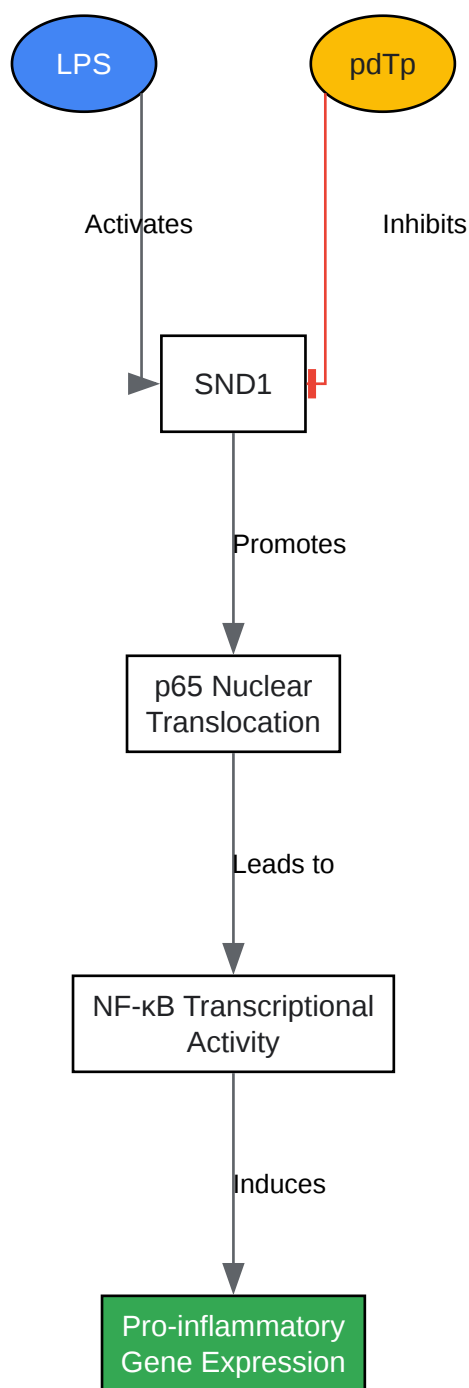 LPS
pdTp
Activates
Inhibits
SND1
Promotes
p65 Nuclear
Translocation
Leads to
NF-κB Transcriptional
Activity
Induces
Pro-inflammatory
Gene Expression